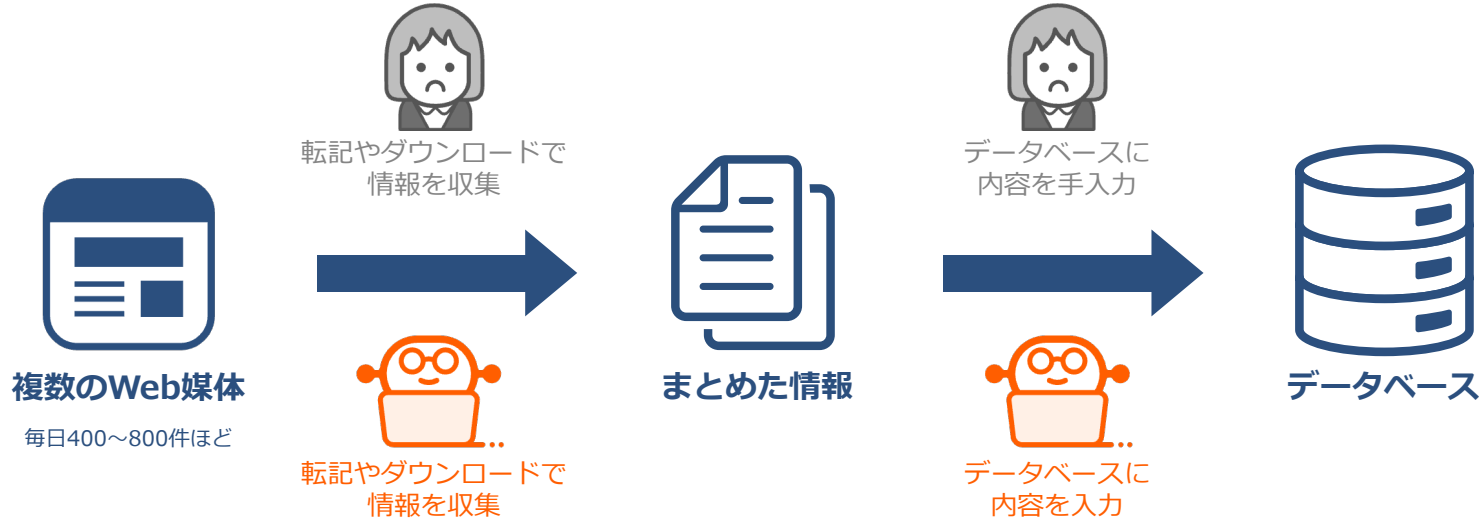 転記やダウンロードで
情報を収集
データベースに
内容を手入力
複数のWeb媒体
毎日400～800件ほど
まとめた情報
データベース
転記やダウンロードで
情報を収集
データベースに
内容を入力